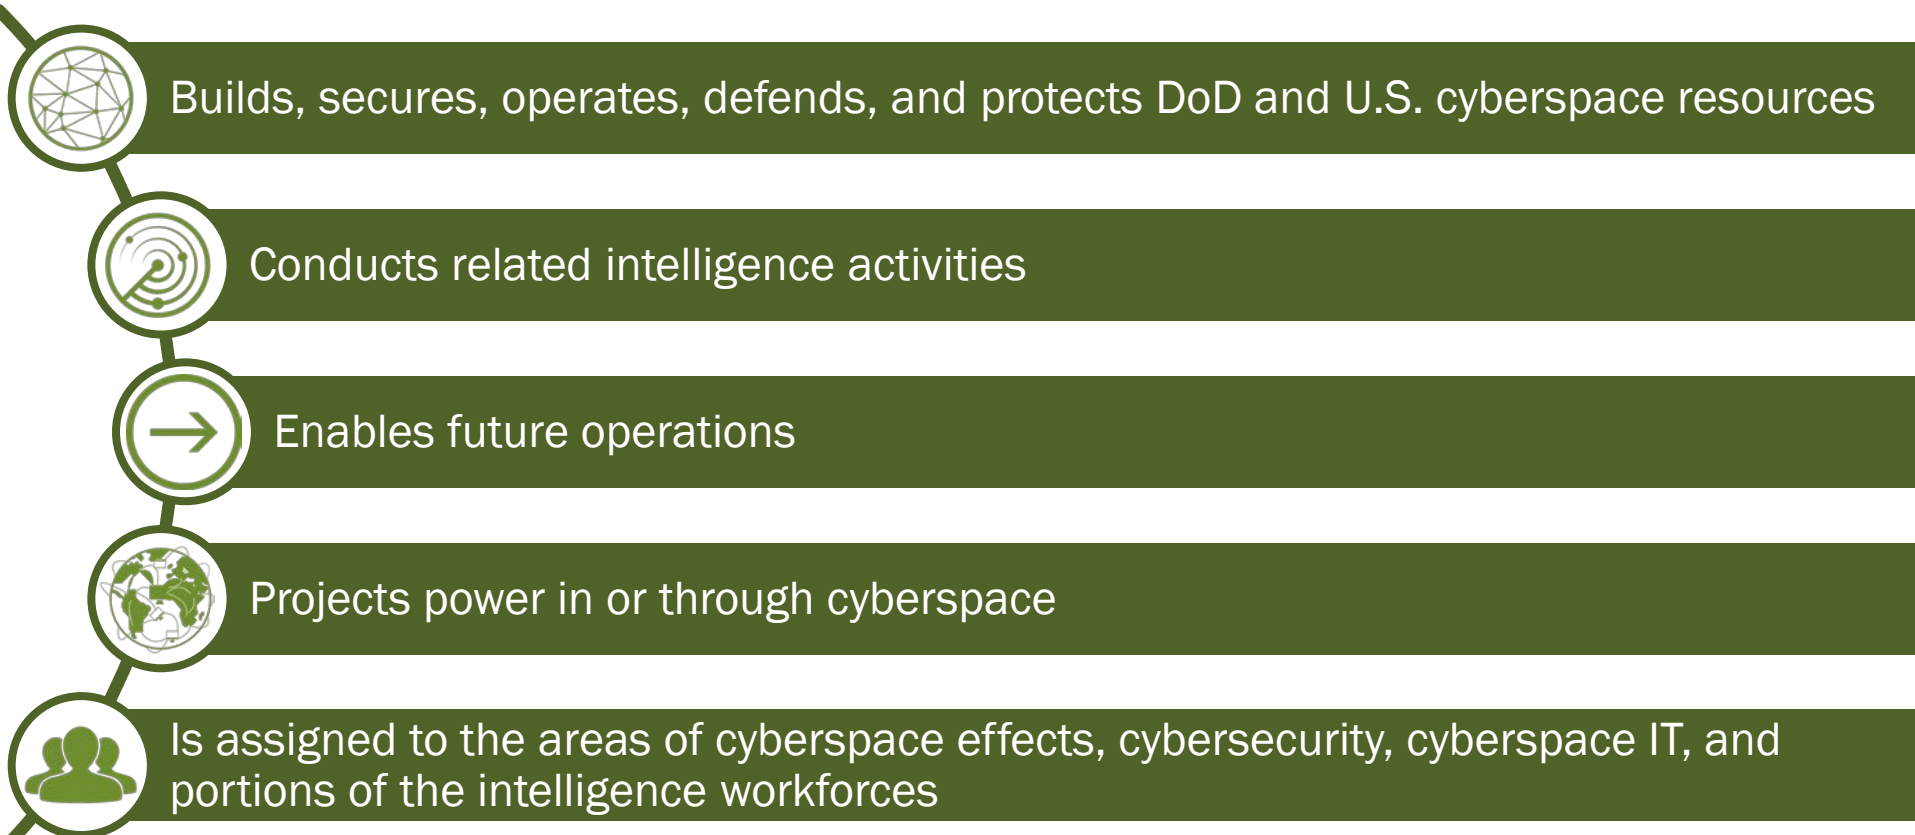 Builds, secures, operates, defends, and protects DoD and U.S. cyberspace resources
Conducts related intelligence activities
Enables future operations
Projects power in or through cyberspace
Is assigned to the areas of cyberspace effects, cybersecurity, cyberspace IT, and
portions of the intelligence workforces